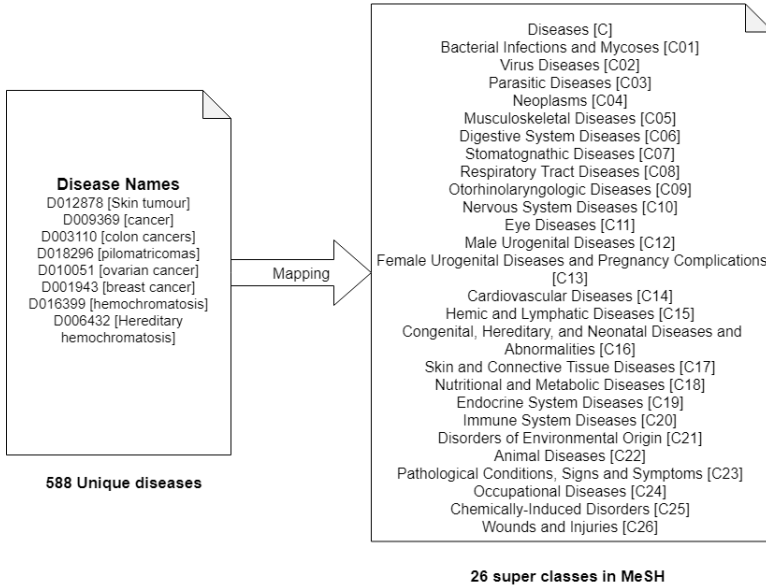 Disease Names
D012878 [Skin tumour]
D009369 [cancer]
D003110 [colon cancers]
D018296 [pilomatricomas]
D010051 [ovarian cancer]
D001943 [breast cancer]
D016399 [hemochromatosis]
D006432 [Hereditary
hemochromatosis]
588 Unique diseases
Mapping
Diseases [C]
Bacterial Infections and Mycoses [C01]
Virus Diseases [C02]
Parasitic Diseases [C03]
Neoplasms [C04]
Musculoskeletal Diseases [C05]
Digestive System Diseases [C06]
Stomatognathic Diseases [C07]
Respiratory Tract Diseases [C08]
Otorhinolaryngologic Diseases [C09]
Nervous System Diseases [C10]
Eye Diseases [C11]
Male Urogenital Diseases [C12]
Female Urogenital Diseases and Pregnancy Complications
[C13]
Cardiovascular Diseases [C14]
Hemic and Lymphatic Diseases [C15]
Congenital, Hereditary, and Neonatal Diseases and
Abnormalities [C16]
Skin and Connective Tissue Diseases [C17]
Nutritional and Metabolic Diseases [C18]
Endocrine System Diseases [C19]
Immune System Diseases [C20]
Disorders of Environmental Origin [C21]
Animal Diseases [C22]
Pathological Conditions, Signs and Symptoms [C23]
Occupational Diseases [C24]
Chemically-Induced Disorders [C25]
Wounds and Injuries [C26]
26 super classes in MeSH